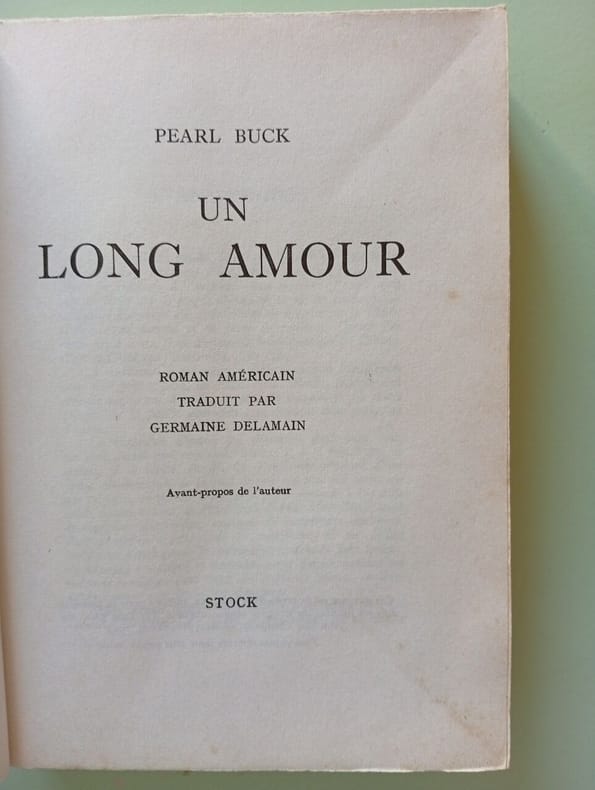 PEARL BUCK
UN
LONG AMOUR
ROMAN AMÉRICAIN
TRADUIT PAR
GERMAINE DELAMAIN
Avant-propos de l'auteur
STOCK